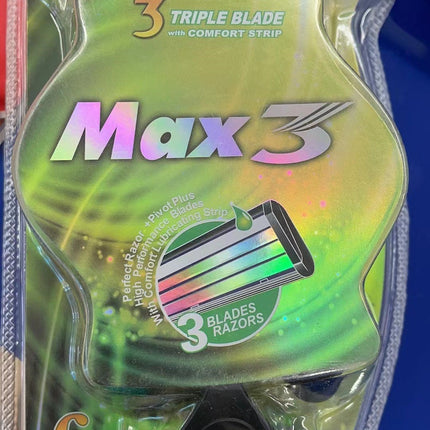 3 TRIPLE BLADE
with COMFORT STRIP
Max3
Perfect Razor-+Pivot Plus
High Performance Blades
With Comfort Lubricating Strip
3 BLADES
RAZORS